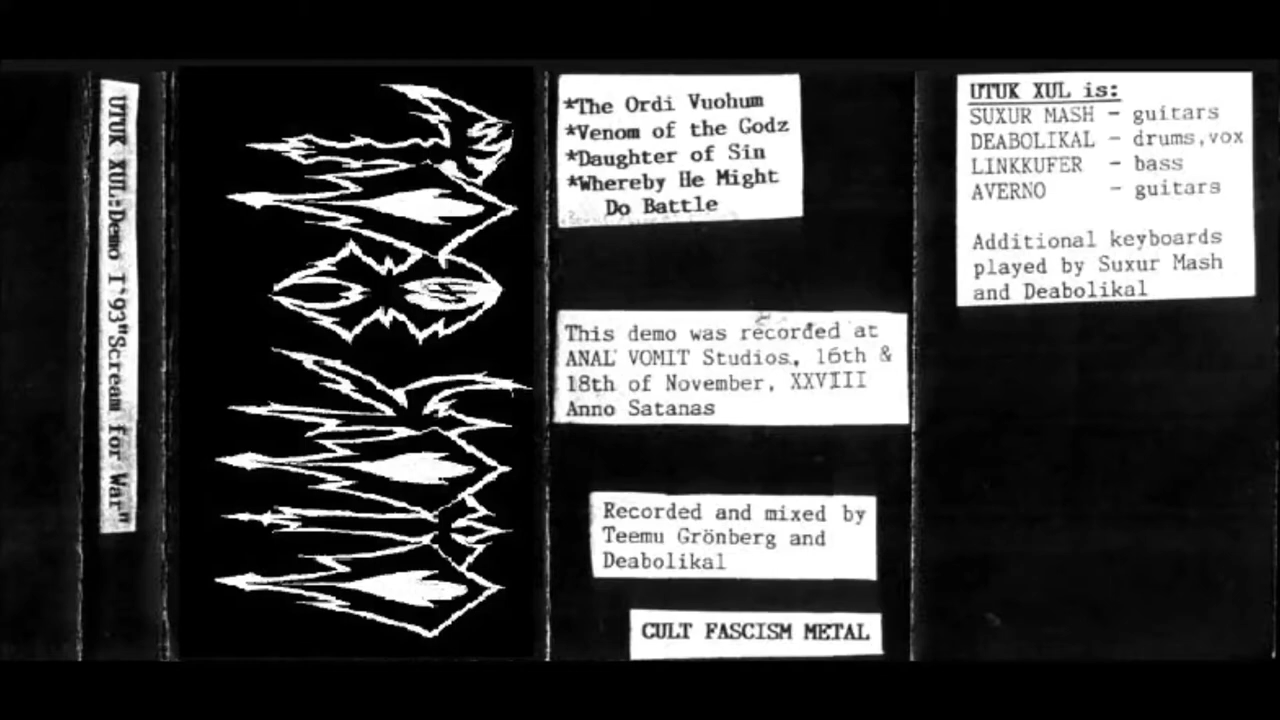 UTUK XUL:Demo I'93"Scream for War"
*The Ordi Vuohum
*Venom of the Godz
*Daughter of Sin
*Whereby He Might
Do Battle
This demo was recorded at
ANAL VOMIT Studios, 16th &
18th of November, XXVIII
Anno Satanas
Recorded and mixed by
Teemu Grönberg and
Deabolikal
CULT FASCISM METAL
UTUK XUL is:
SUXUR MASH - guitars
DEABOLIKAL - drums,vox
LINKKUFER - bass
AVERNO - guitars
Additional keyboards
played by Suxur Mash
and Deabolikal